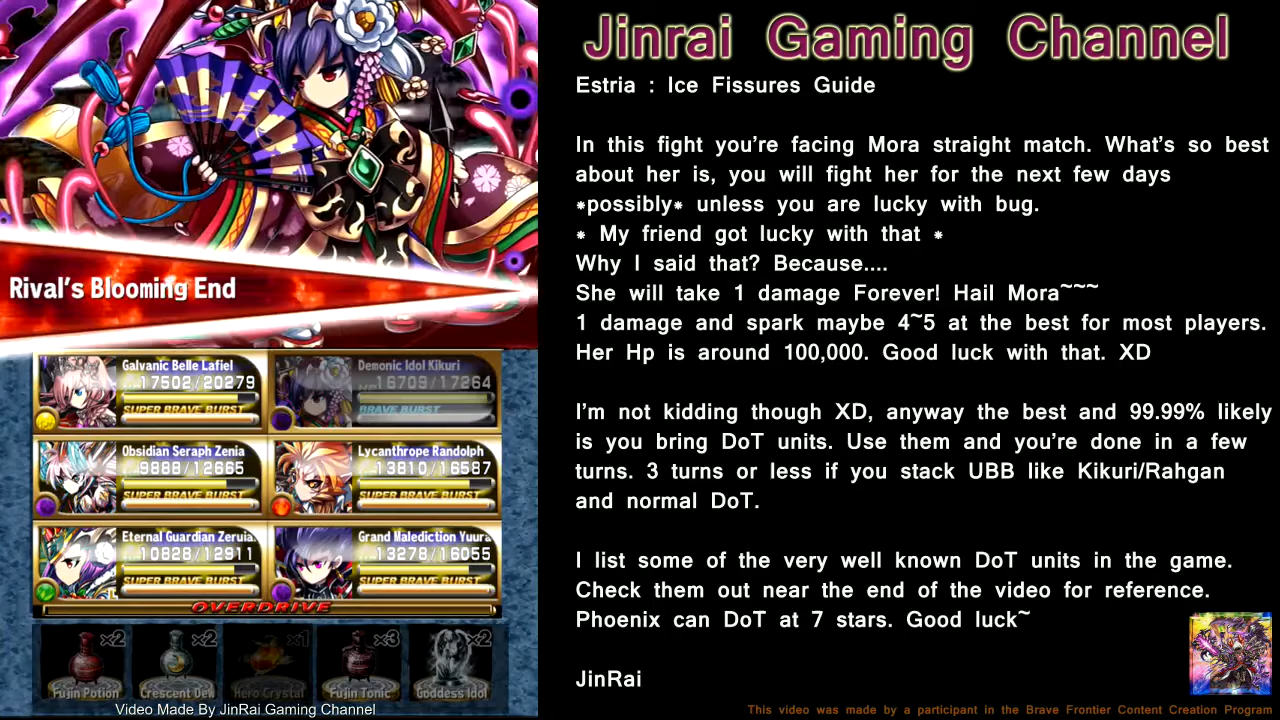 Jinrai Gaming Channel
Estria : Ice Fissures Guide
In this fight you're facing Mora straight match. What's so best
about her is, you will fight her for the next few days
*possibly* unless you are lucky with bug.
* My friend got lucky with that *
Why I said that? Because....
She will take 1 damage Forever! Hail Mora~~~
1 damage and spark maybe 4~5 at the best for most players.
Her Hp is around 100,000. Good luck with that. XD
I'm not kidding though XD, anyway the best and 99.99% likely
is you bring DoT units. Use them and you're done in a few
turns. 3 turns or less if you stack UBB like Kikuri/Rahgan
and normal DoT.
I list some of the very well known DoT units in the game.
Check them out near the end of the video for reference.
Phoenix can DoT at 7 stars. Good luck~
JinRai
This video was made by a participant in the Brave Frontier Content Creation Program
Rival's Blooming End
Galvanic Belle Lafiel
17502/20279
SUPER BRAVE BURST
Demonic Idol Kikuri
HP 16709/17264
BRAVE BURST
Obsidian Seraph Zenia
9888/12665
SUPER BRAVE BURST
Lycanthrope Randolph
13810/16587
SUPER BRAVE BURST
Eternal Guardian Zeruia
10828/12911
SUPER BRAVE BURST
Grand Malediction Yuura
13278/16055
SUPER BRAVE BURST
OVERDRIVE
x2
x2
x1
x3
x2
Fujin Potion
Crescent Dew
Hero Crystal
Fujin Tonic
Goddess Idol
Video Made By JinRai Gaming Channel